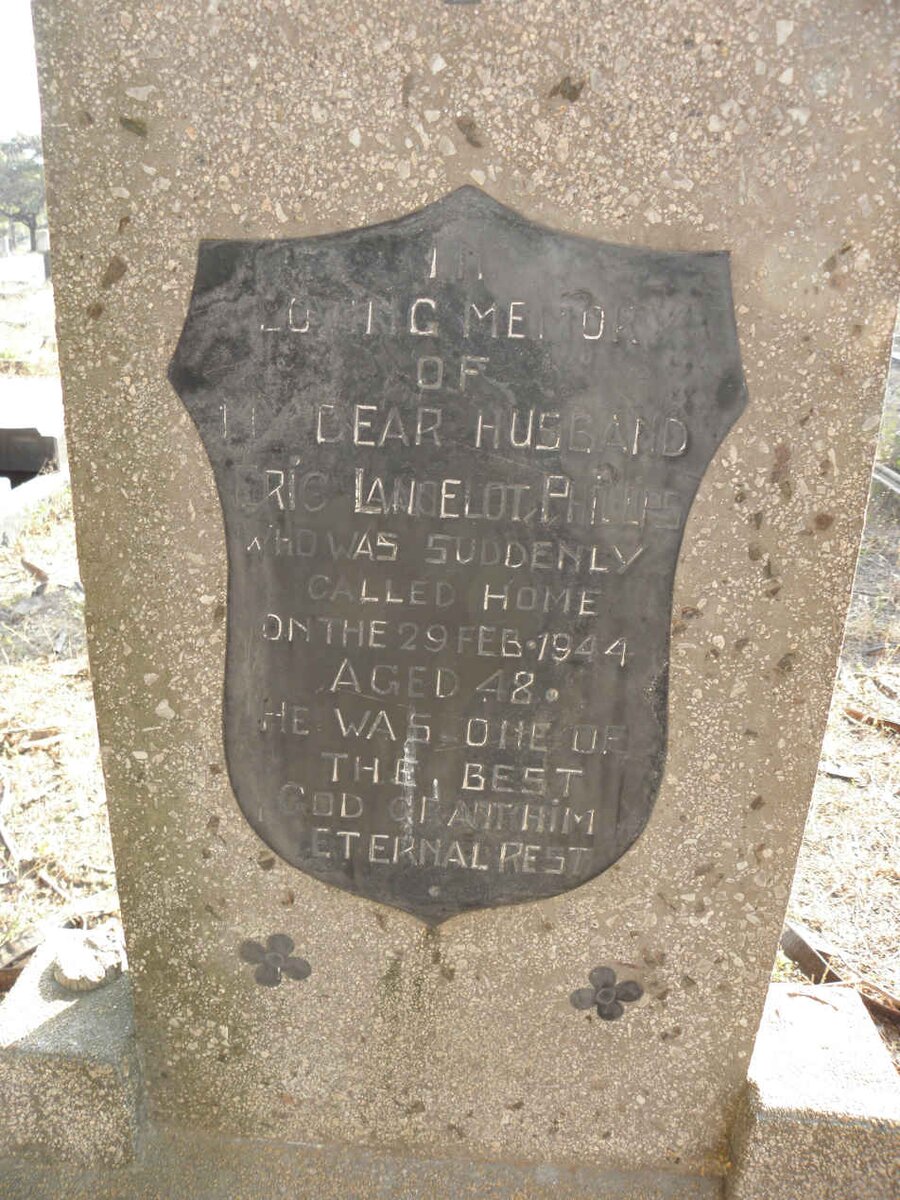 IN
LOVING MEMORY
OF
MY DEAR HUSBAND
ERIC LANCELOT PHILLIPS
WHO WAS SUDDENLY
CALLED HOME
ON THE 29 FEB. 1944
AGED 48.
HE WAS ONE OF
THE BEST
GOD GRANT HIM
ETERNAL REST